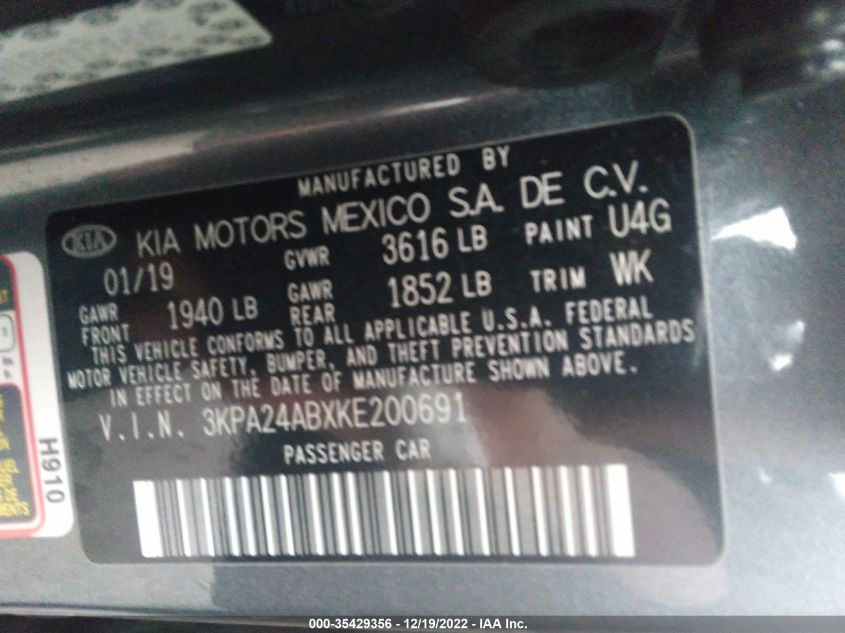 MANUFACTURED BY
KIA KIA MOTORS MEXICO S.A. DE C.V.
01/19 GVWR 3616 LB PAINT U4G
GAWR FRONT 1940 LB GAWR REAR 1852 LB TRIM WK
THIS VEHICLE CONFORMS TO ALL APPLICABLE U.S.A. FEDERAL
MOTOR VEHICLE SAFETY, BUMPER, AND THEFT PREVENTION STANDARDS
IN EFFECT ON THE DATE OF MANUFACTURE SHOWN ABOVE.
V.I.N. 3KPA24ABXKE200691
PASSENGER CAR
H910
000-35429356 - 12/19/2022 - IAA Inc.